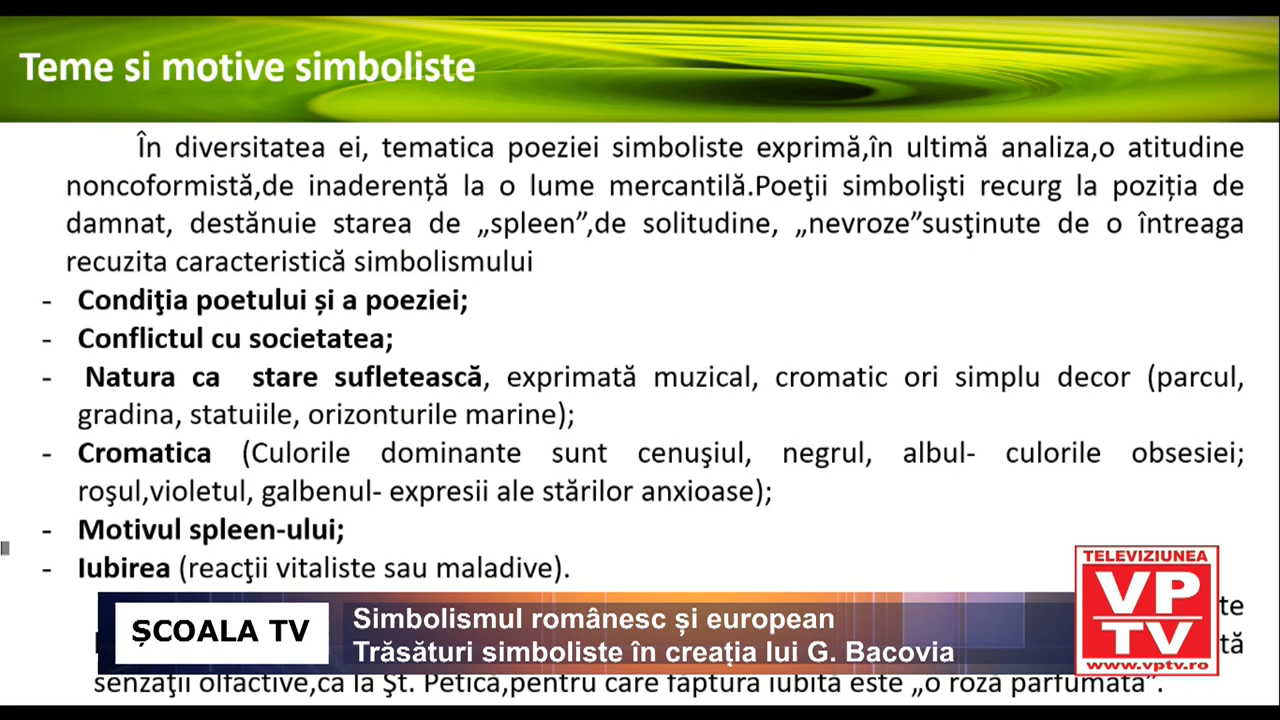 Teme si motive simboliste
În diversitatea ei, tematica poeziei simboliste exprimă,în ultimă analiza,o atitudine
noncoformistă,de inaderență la o lume mercantilă.Poeţii simbolişti recurg la poziția de
damnat, destănuie starea de „spleen”,de solitudine, „nevroze”susţinute de o întreaga
recuzita caracteristică simbolismului
- Condiţia poetului și a poeziei;
- Conflictul cu societatea;
- Natura ca stare sufletească, exprimată muzical, cromatic ori simplu decor (parcul,
gradina, statuiile, orizonturile marine);
- Cromatica (Culorile dominante sunt cenuşiul, negrul, albul- culorile obsesiei;
roşul,violetul, galbenul- expresii ale stărilor anxioase);
- Motivul spleen-ului;
- Iubirea (reacţii vitaliste sau maladive).
senzaţii olfactive,ca la Şt. Petică,pentru care făptura iubită este „o roză parfumată”.
ȘCOALA TV
Simbolismul românesc și european
Trăsături simboliste în creația lui G. Bacovia
TELEVIZIUNEA
VP
TV
www.vptv.ro